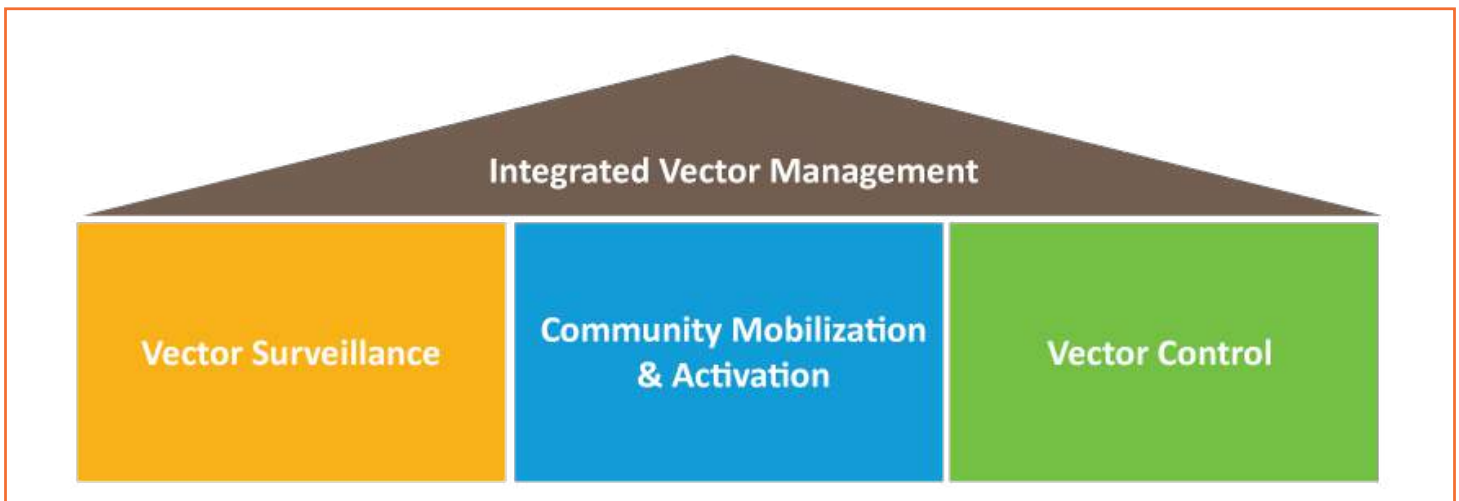 Integrated Vector Management
Vector Surveillance
Community Mobilization
& Activation
Vector Control